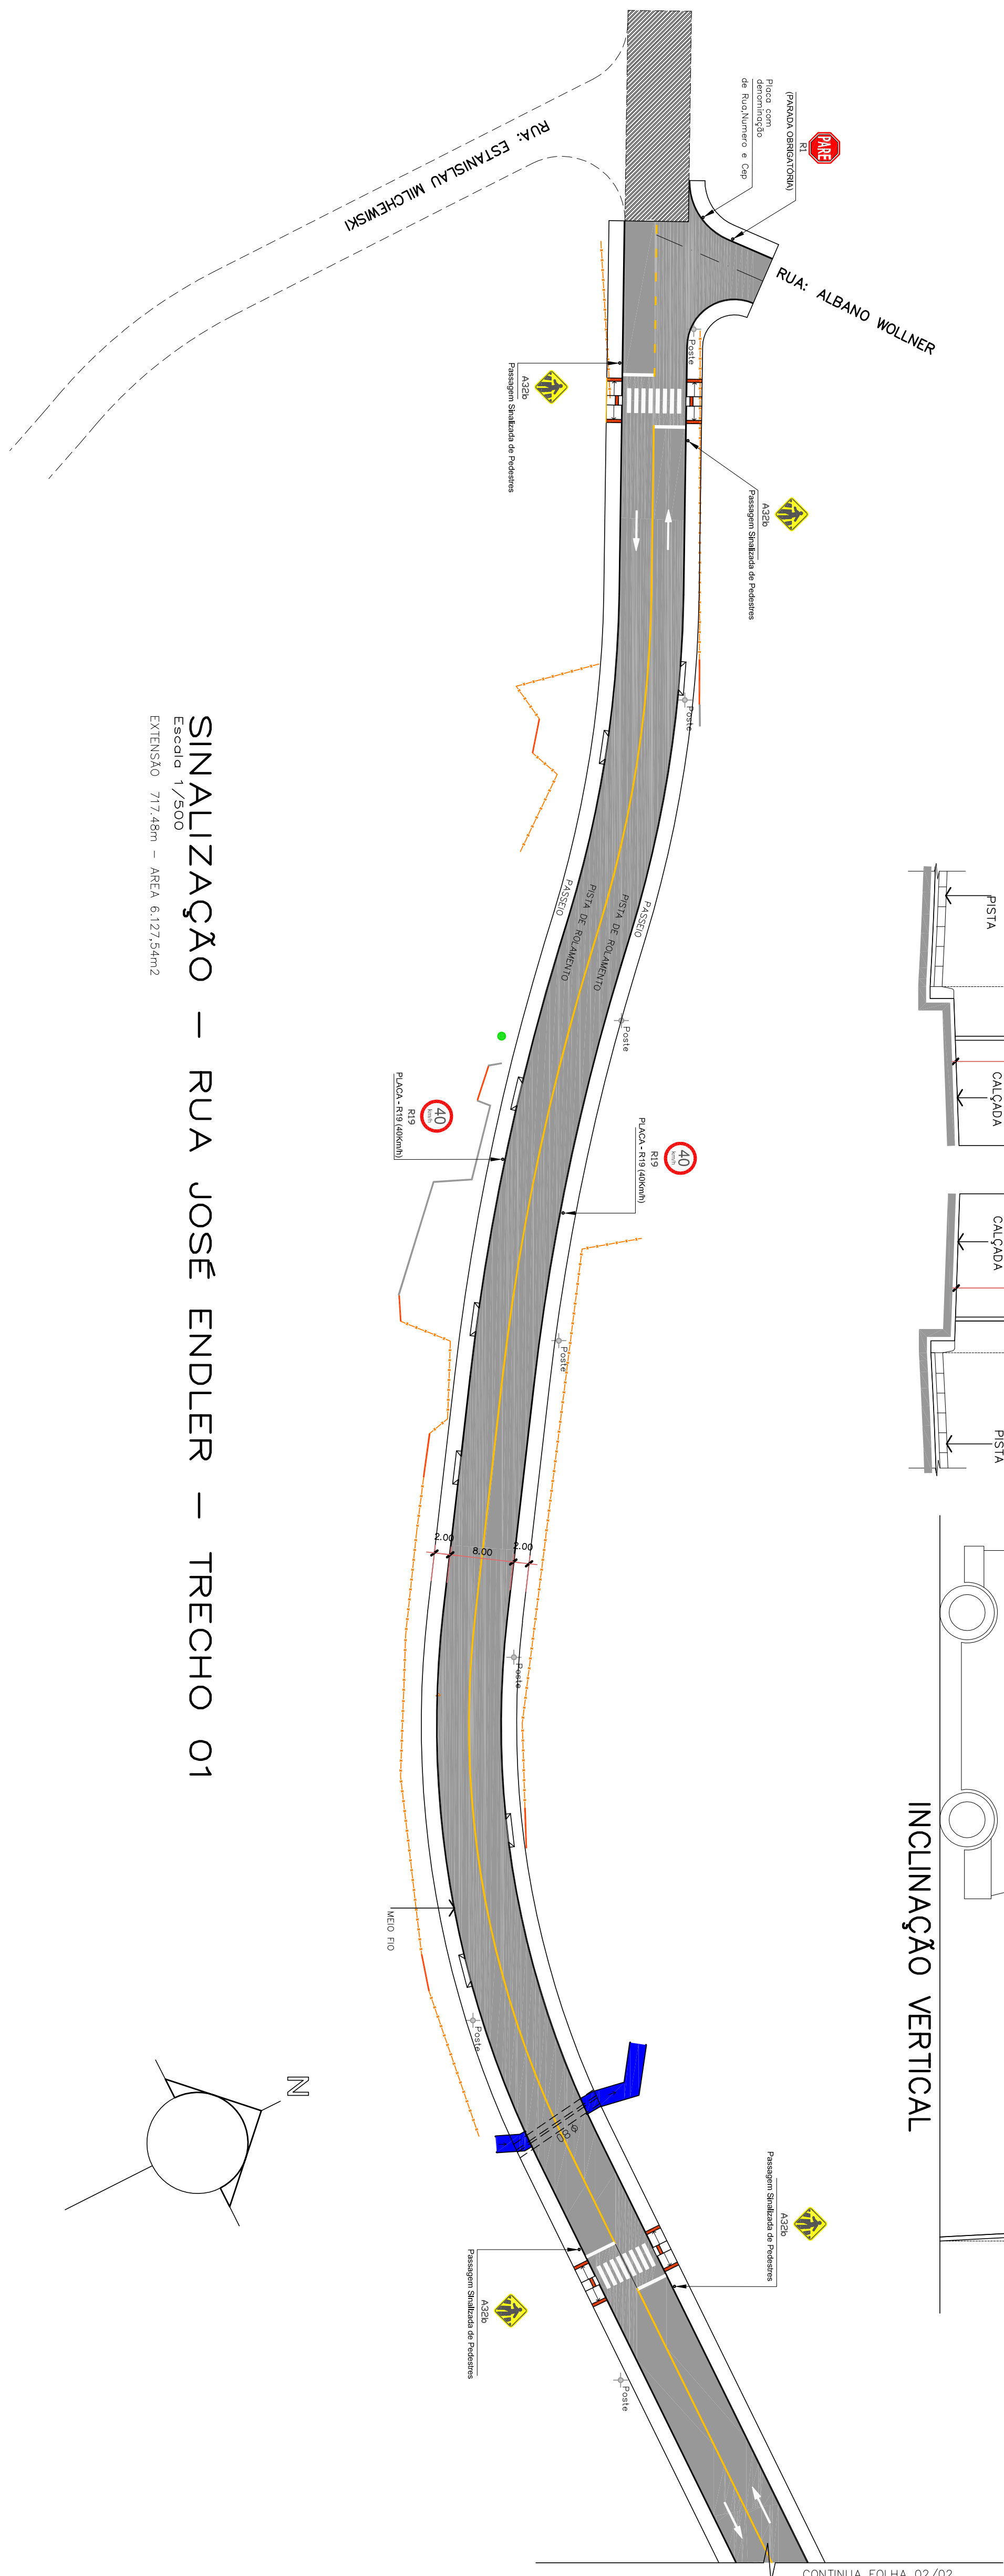 PARE
R1
(PARADA OBRIGATÓRIA)
Placa com
denominação
de Rua,Numero e Cep
RUA: ESTANISLAU MILCHEWISKI
RUA: ALBANO WOLLNER
Poste
A32b
Passagem Sinalizada de Pedestres
A32b
Passagem Sinalizada de Pedestres
Poste
PASSEIO
PISTA DE ROLAMENTO
PISTA DE ROLAMENTO
PASSEIO
Poste
40
km/h
R19
PLACA - R19 (40Km/h)
40
km/h
R19
PLACA - R19 (40Km/h)
Poste
2.00
8.00
2.00
Poste
MEIO FIO
Poste
A32b
Passagem Sinalizada de Pedestres
A32b
Passagem Sinalizada de Pedestres
Poste
CONTINUA FOLHA 02/02
PISTA
CALÇADA
CALÇADA
PISTA
INCLINAÇÃO VERTICAL
N
SINALIZAÇÃO - RUA JOSÉ ENDLER - TRECHO 01
Escala 1/500
EXTENSÃO 717.48m - AREA 6.127,54m2